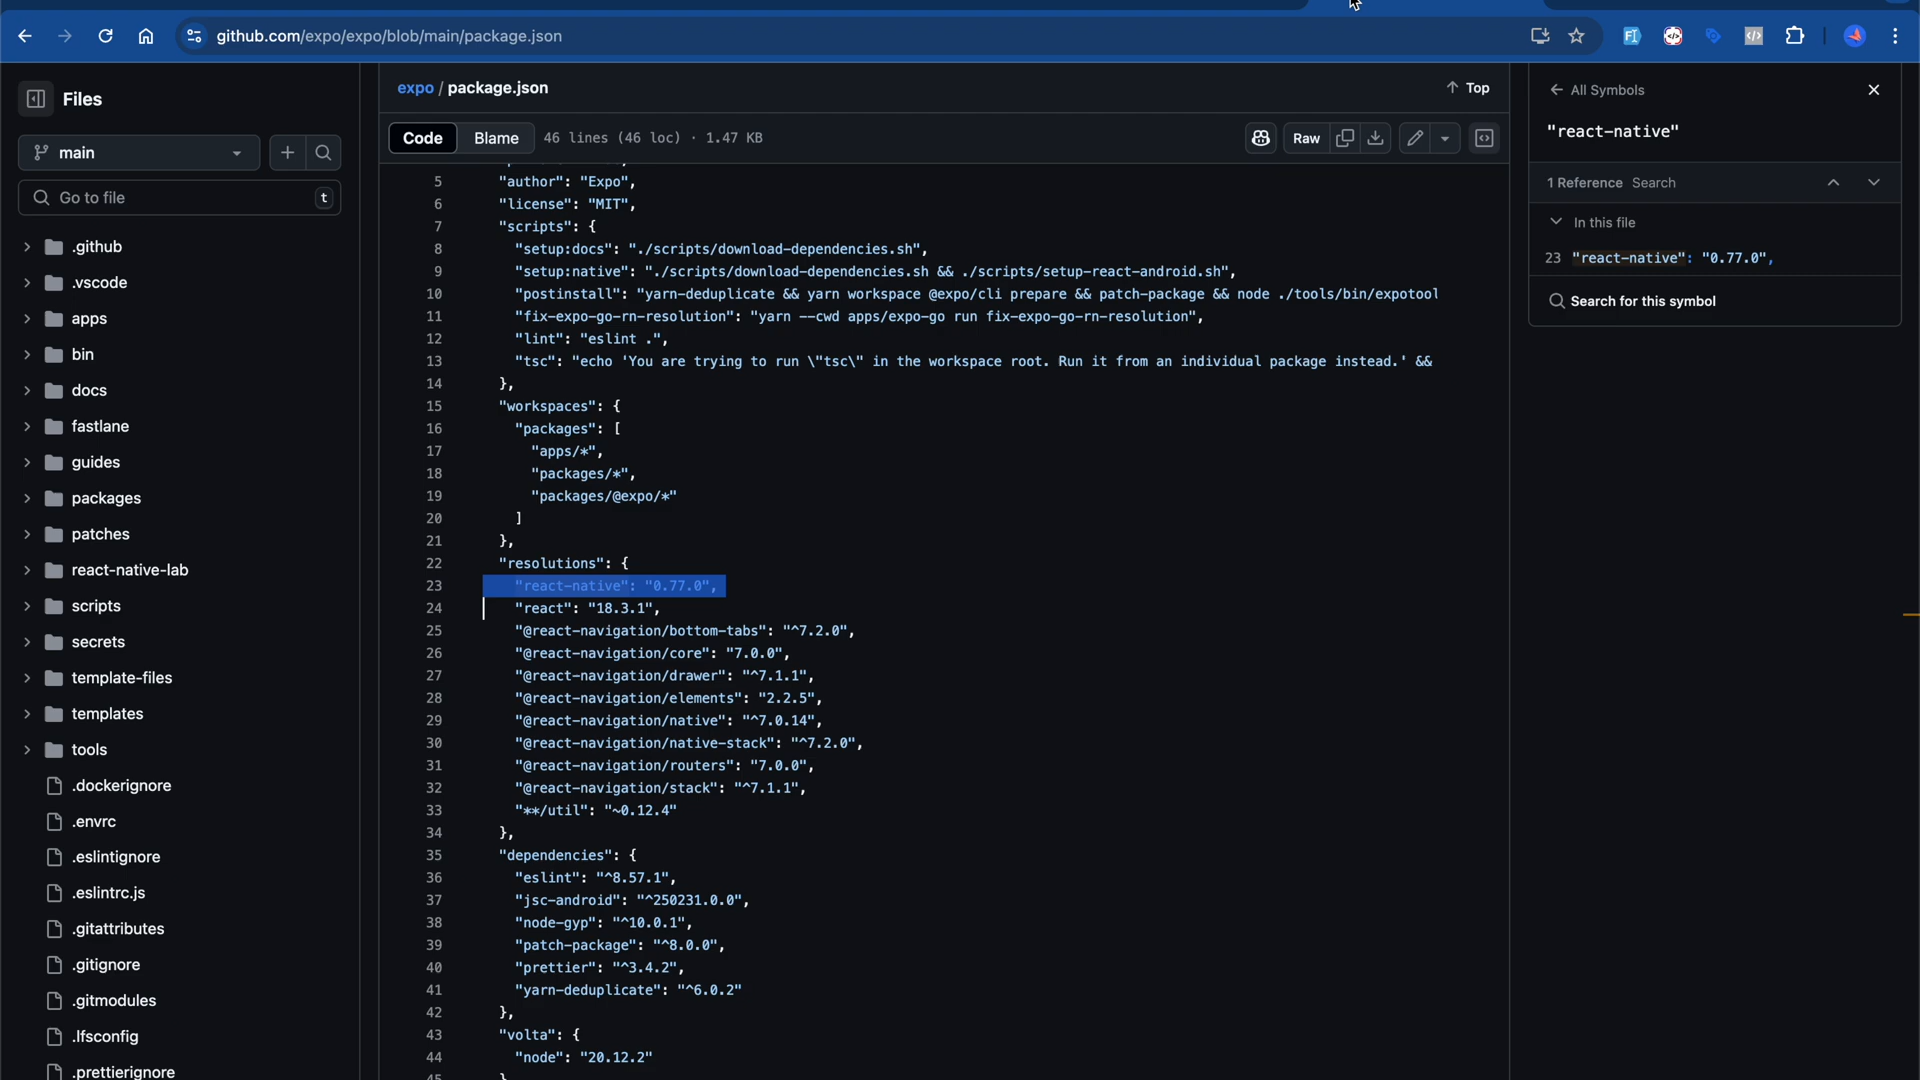 github.com/expo/expo/blob/main/package.json
Files
main
Go to file
t
.github
.vscode
apps
bin
docs
fastlane
guides
packages
patches
react-native-lab
scripts
secrets
template-files
templates
tools
.dockerignore
.envrc
.eslintignore
.eslintrc.js
.gitattributes
.gitignore
.gitmodules
.lfsconfig
.prettierignore
expo / package.json
Top
Code Blame 46 lines (46 loc) · 1.47 KB
Raw
5 "author": "Expo",
6 "license": "MIT",
7 "scripts": {
8 "setup:docs": "./scripts/download-dependencies.sh",
9 "setup:native": "./scripts/download-dependencies.sh && ./scripts/setup-react-android.sh",
10 "postinstall": "yarn-deduplicate && yarn workspace @expo/cli prepare && patch-package && node ./tools/bin/expotool
11 "fix-expo-go-rn-resolution": "yarn --cwd apps/expo-go run fix-expo-go-rn-resolution",
12 "lint": "eslint .",
13 "tsc": "echo 'You are trying to run \"tsc\" in the workspace root. Run it from an individual package instead.' &&
14 },
15 "workspaces": {
16 "packages": [
17 "apps/*",
18 "packages/*",
19 "packages/@expo/*"
20 ]
21 },
22 "resolutions": {
23 "react-native": "0.77.0",
24 "react": "18.3.1",
25 "@react-navigation/bottom-tabs": "^7.2.0",
26 "@react-navigation/core": "7.0.0",
27 "@react-navigation/drawer": "^7.1.1",
28 "@react-navigation/elements": "2.2.5",
29 "@react-navigation/native": "^7.0.14",
30 "@react-navigation/native-stack": "^7.2.0",
31 "@react-navigation/routers": "7.0.0",
32 "@react-navigation/stack": "^7.1.1",
33 "**/util": "~0.12.4"
34 },
35 "dependencies": {
36 "eslint": "^8.57.1",
37 "jsc-android": "^250231.0.0",
38 "node-gyp": "^10.0.1",
39 "patch-package": "^8.0.0",
40 "prettier": "^3.4.2",
41 "yarn-deduplicate": "^6.0.2"
42 },
43 "volta": {
44 "node": "20.12.2"
45 }
All Symbols
"react-native"
1 Reference Search
In this file
23 "react-native": "0.77.0",
Search for this symbol